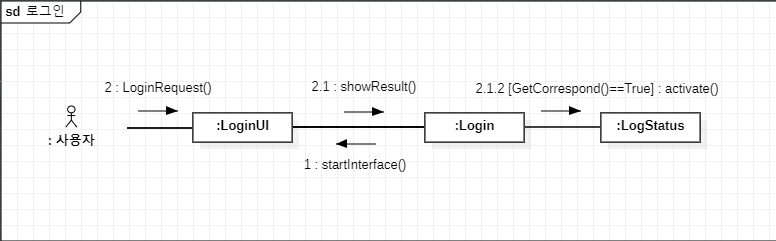 sd 로그인
2 : LoginRequest()
2.1 : showResult()
2.1.2 [GetCorrespond()==True] : activate()
: 사용자
:LoginUI
:Login
:LogStatus
1 : startInterface()